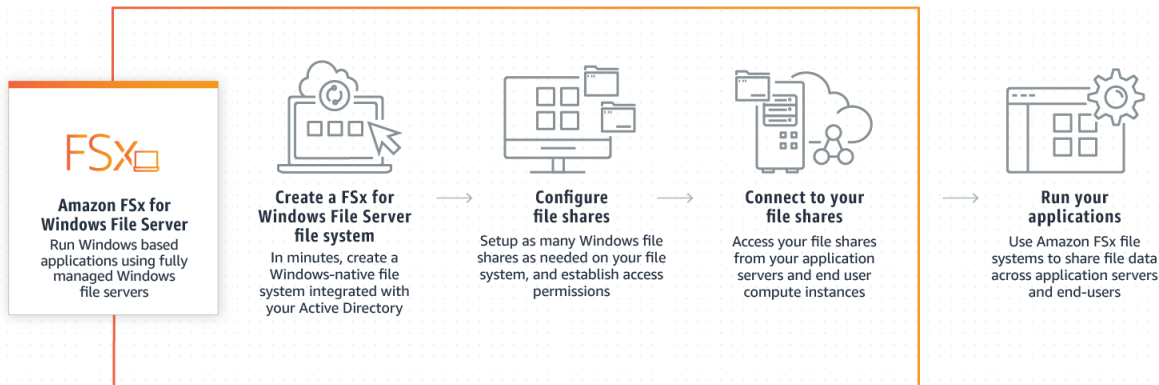 FSx
Amazon FSx for
Windows File Server
Run Windows based
applications using fully
managed Windows
file servers
Create a FSx for
Windows File Server
file system
In minutes, create a
Windows-native file
system integrated with
your Active Directory
Configure
file shares
Setup as many Windows file
shares as needed on your file
system, and establish access
permissions
Connect to your
file shares
Access your file shares
from your application
servers and end user
compute instances
Run your
applications
Use Amazon FSx file
systems to share file data
across application servers
and end-users